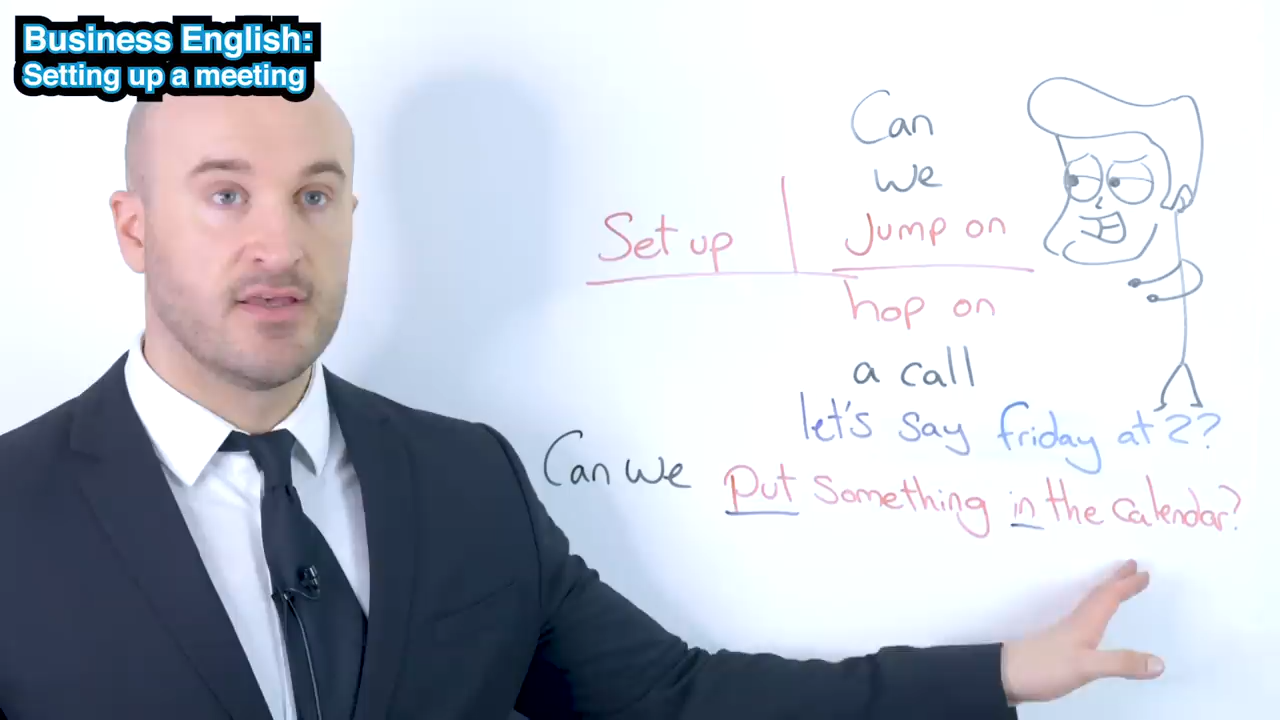 Business English:
Setting up a meeting
Can
we
Set up
Jump on
hop on
a call
let's say friday at 2?
Can we put something in the calendar?